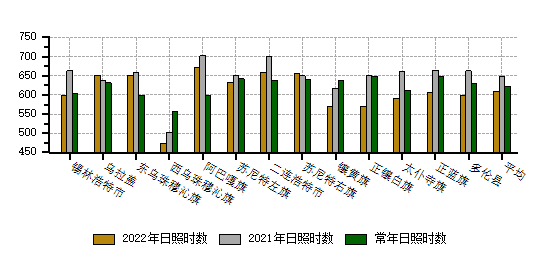 750
700
650
600
550
500
450
锡林浩特市
乌拉盖
东乌珠穆沁旗
西乌珠穆沁旗
阿巴嘎旗
苏尼特左旗
二连浩特市
苏尼特右旗
镶黄旗
正镶白旗
太仆寺旗
正蓝旗
多伦县
平均
2022年日照时数 2021年日照时数 常年日照时数